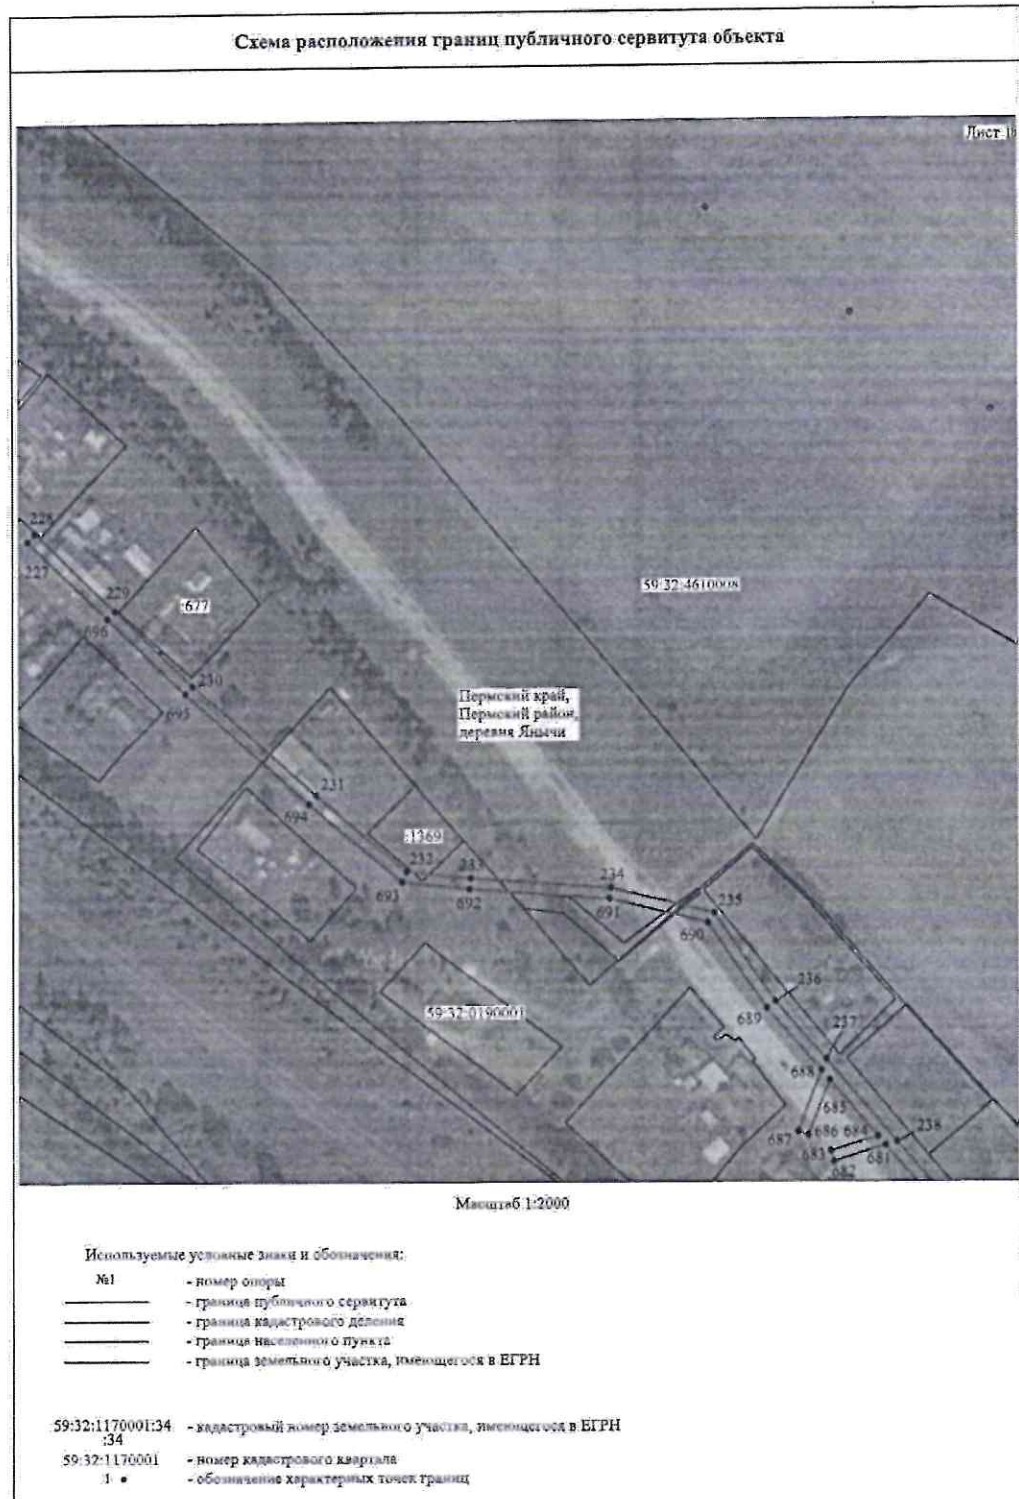 Схема расположения границ публичного сервитута объекта
Лист
228
227
229
:677
696
230
695
59:32:4610008
Пермский край,
Пермский район,
деревня Янычи
231
694
:1369
232
233
693
692
234
691
235
690
236
689
59:32:0190001
237
688
685
687
686
684
238
683
681
682
Масштаб 1:2000
Используемые условные знаки и обозначения:
№1 - номер опоры
- граница публичного сервитута
- граница кадастрового деления
- граница населенного пункта
- граница земельного участка, имеющегося в ЕГРН
59:32:1170001:34 - кадастровый номер земельного участка, имеющегося в ЕГРН
:34
59:32:1170001 - номер кадастрового квартала
1 • - обозначение характерных точек границ